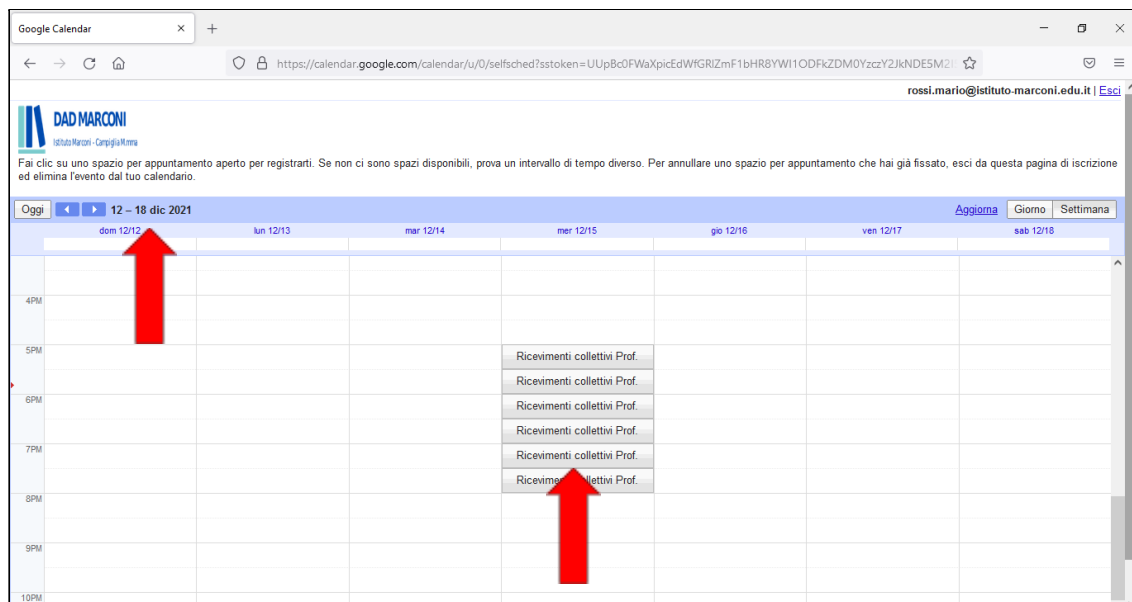 Google Calendar
https://calendar.google.com/calendar/u/0/selfsched?sstoken=UUpBc0FWaXpicEdWfGRlZmF1bHR8YWI1ODFkZDM0YzczY2JkNDE5M2
rossi.mario@istituto-marconi.edu.it | Esci
DAD MARCONI
Istituto Marconi - Campiglia M.mma
Fai clic su uno spazio per appuntamento aperto per registrarti. Se non ci sono spazi disponibili, prova un intervallo di tempo diverso. Per annullare uno spazio per appuntamento che hai già fissato, esci da questa pagina di iscrizione
ed elimina l'evento dal tuo calendario.
Oggi 12 – 18 dic 2021 Aggiorna Giorno Settimana
dom 12/12 lun 12/13 mar 12/14 mer 12/15 gio 12/16 ven 12/17 sab 12/18
4PM
5PM
Ricevimenti collettivi Prof.
Ricevimenti collettivi Prof.
6PM
Ricevimenti collettivi Prof.
Ricevimenti collettivi Prof.
7PM
Ricevimenti collettivi Prof.
Prof.
8PM
9PM
10PM